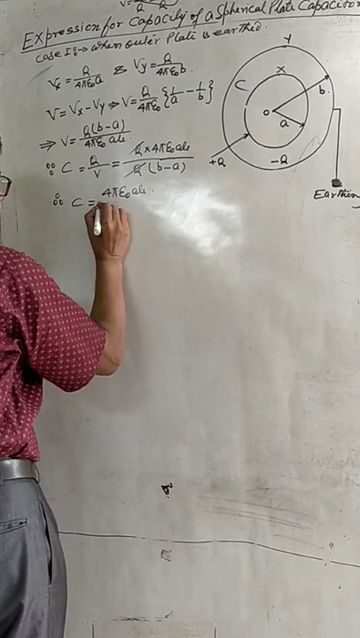 Expression for Capacity of a Spherical Plate Capacitor
Case I:→ when outer Plate is earthed.
Vx = Q/4πε₀a & Vy = Q/4πε₀b.
V = Vx - Vy ⇒ V = Q/4πε₀ {1/a - 1/b}
⇒ V = Q(b-a)/4πε₀ab
∴ C = Q/V = Q×4πε₀ab/Q(b-a)
∴ C = 4πε₀ab
y
x
C
b
o
a
+Q
-Q
Earthin